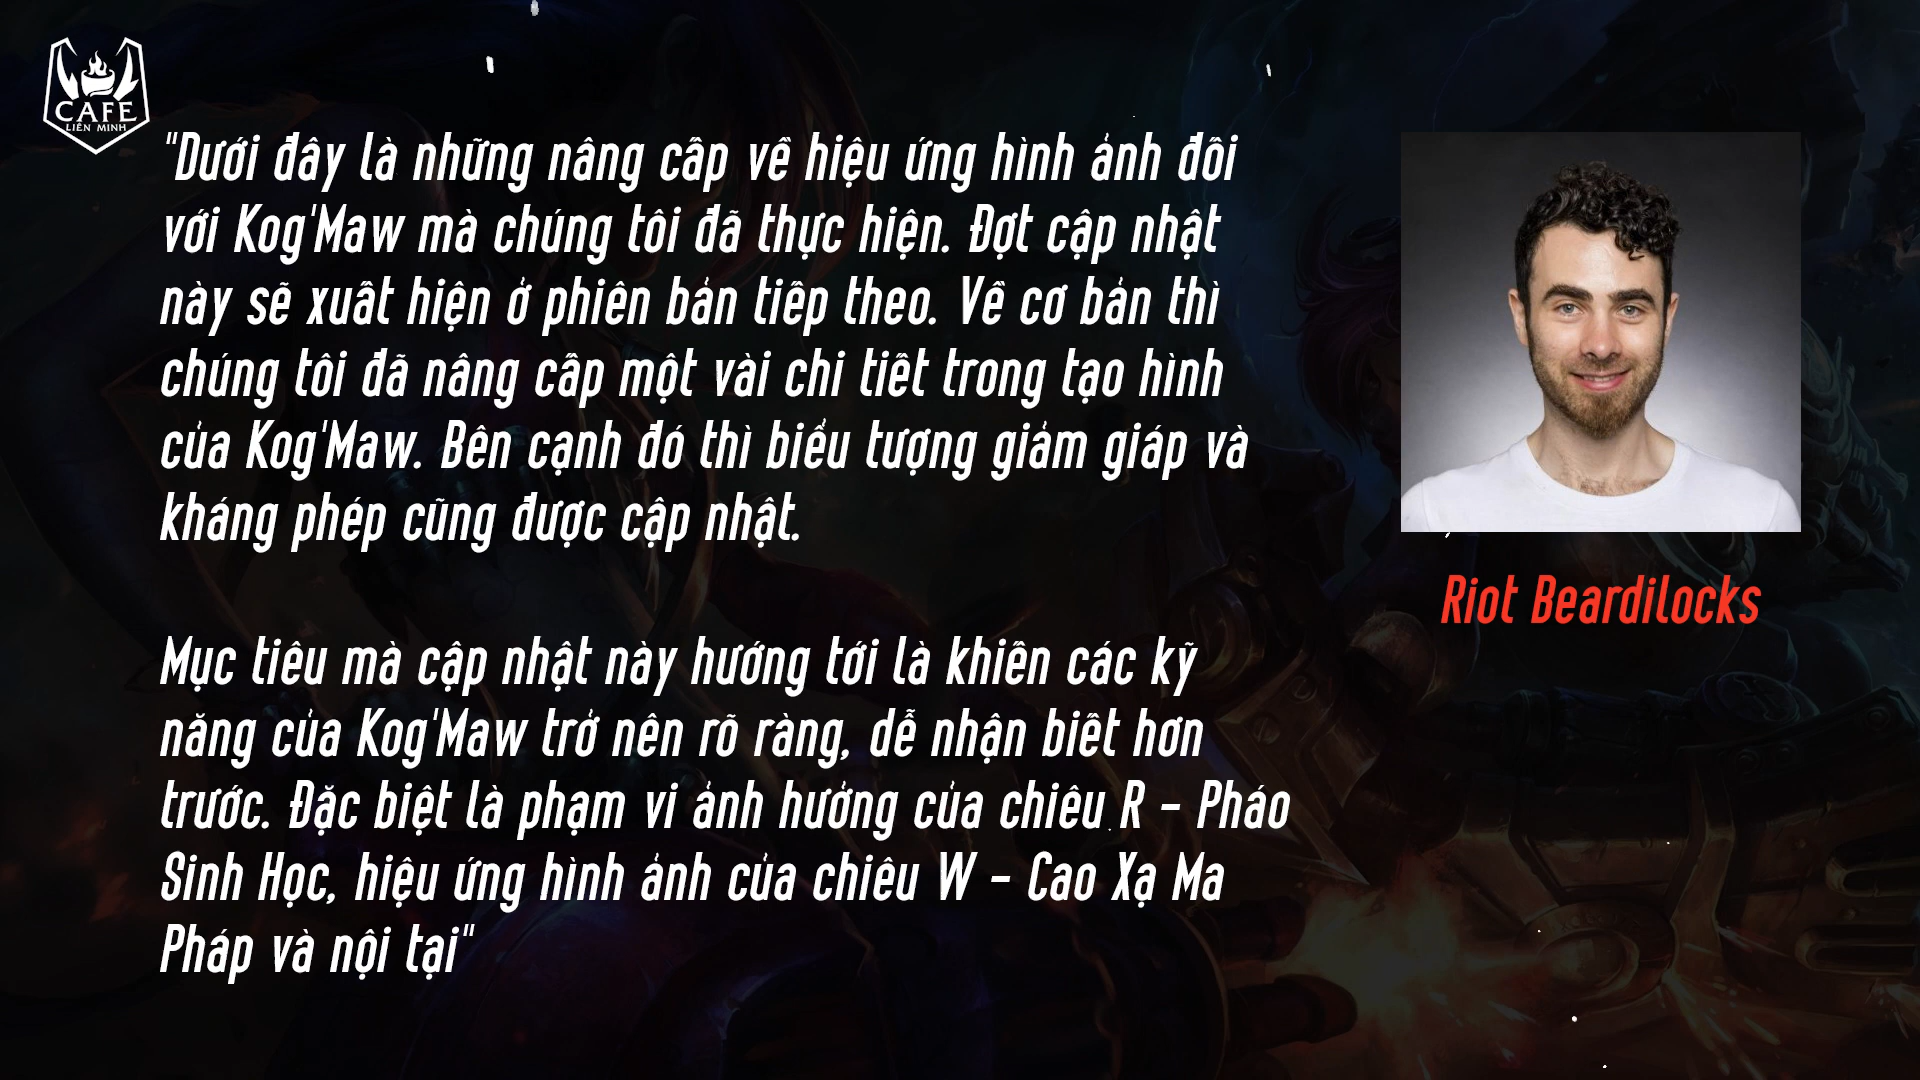 CAFE
LIÊN MINH
"Dưới đây là những nâng cấp về hiệu ứng hình ảnh đối
với Kog'Maw mà chúng tôi đã thực hiện. Đợt cập nhật
này sẽ xuất hiện ở phiên bản tiếp theo. Về cơ bản thì
chúng tôi đã nâng cấp một vài chi tiết trong tạo hình
của Kog'Maw. Bên cạnh đó thì biểu tượng giảm giáp và
kháng phép cũng được cập nhật.
Mục tiêu mà cập nhật này hướng tới là khiến các kỹ
năng của Kog'Maw trở nên rõ ràng, dễ nhận biết hơn
trước. Đặc biệt là phạm vi ảnh hưởng của chiêu R - Pháo
Sinh Học, hiệu ứng hình ảnh của chiêu W - Cao Xạ Ma
Pháp và nội tại"
Riot Beardilocks